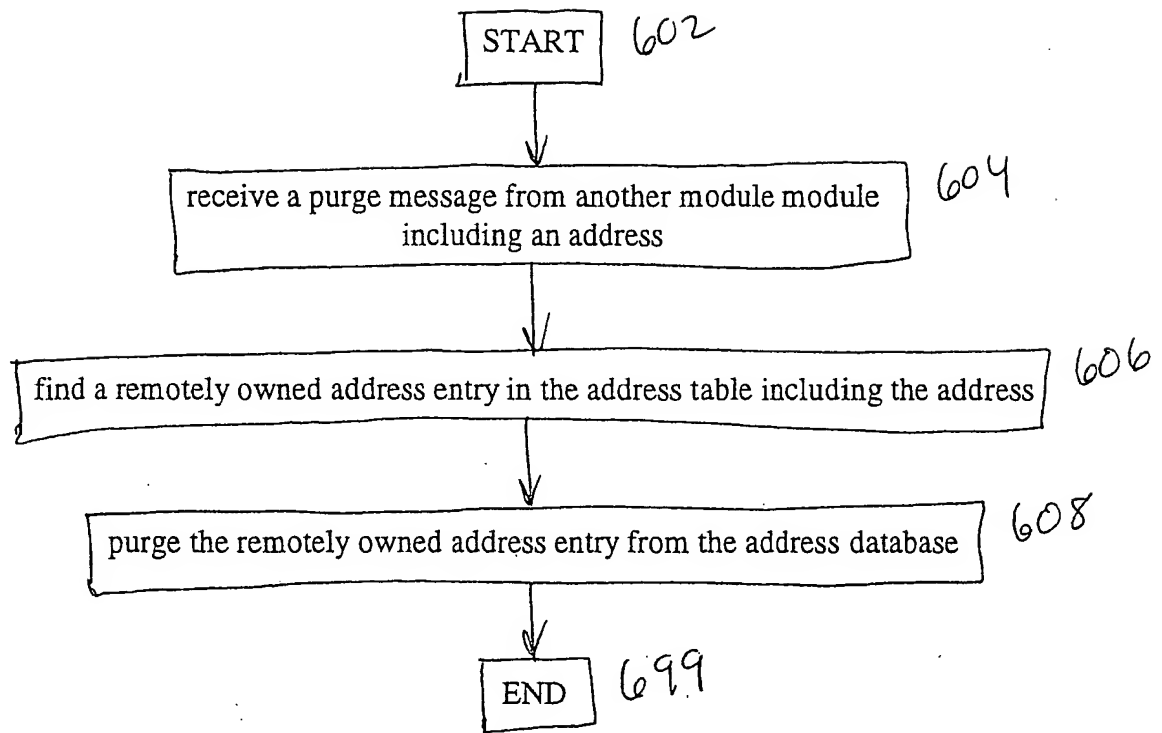 START 602
receive a purge message from another module module 604
including an address
find a remotely owned address entry in the address table including the address 606
purge the remotely owned address entry from the address database 608
END 699